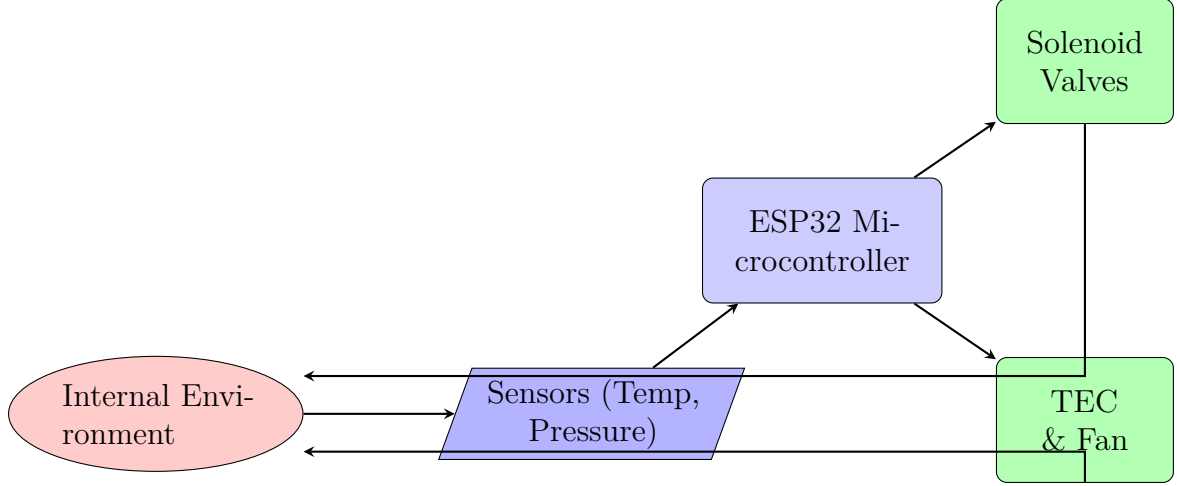 Solenoid
Valves
ESP32 Mi-
crocontroller
Internal Envi-
ronment
Sensors (Temp,
Pressure)
TEC
& Fan